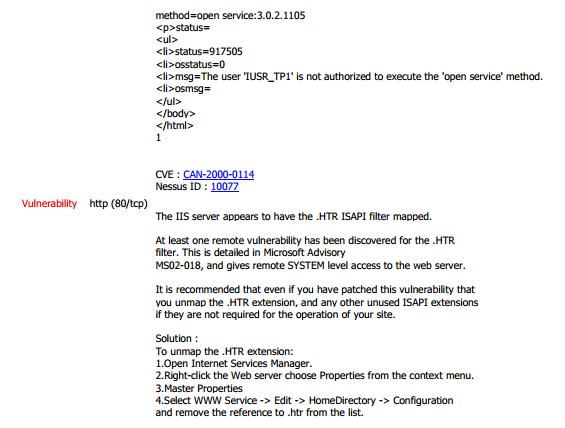 method=open service:3.0.2.1105
<p>status=
<ul>
<li>status=917505
<li>osstatus=0
<li>msg=The user 'IUSR_TP1' is not authorized to execute the 'open service' method.
<li>osmsg=
</ul>
</body>
</html>
1
CVE : CAN-2000-0114
Nessus ID : 10077
Vulnerability http (80/tcp)
The IIS server appears to have the .HTR ISAPI filter mapped.
At least one remote vulnerability has been discovered for the .HTR
filter. This is detailed in Microsoft Advisory
MS02-018, and gives remote SYSTEM level access to the web server.
It is recommended that even if you have patched this vulnerability that
you unmap the .HTR extension, and any other unused ISAPI extensions
if they are not required for the operation of your site.
Solution :
To unmap the .HTR extension:
1.Open Internet Services Manager.
2.Right-click the Web server choose Properties from the context menu.
3.Master Properties
4.Select WWW Service -> Edit -> HomeDirectory -> Configuration
and remove the reference to .htr from the list.